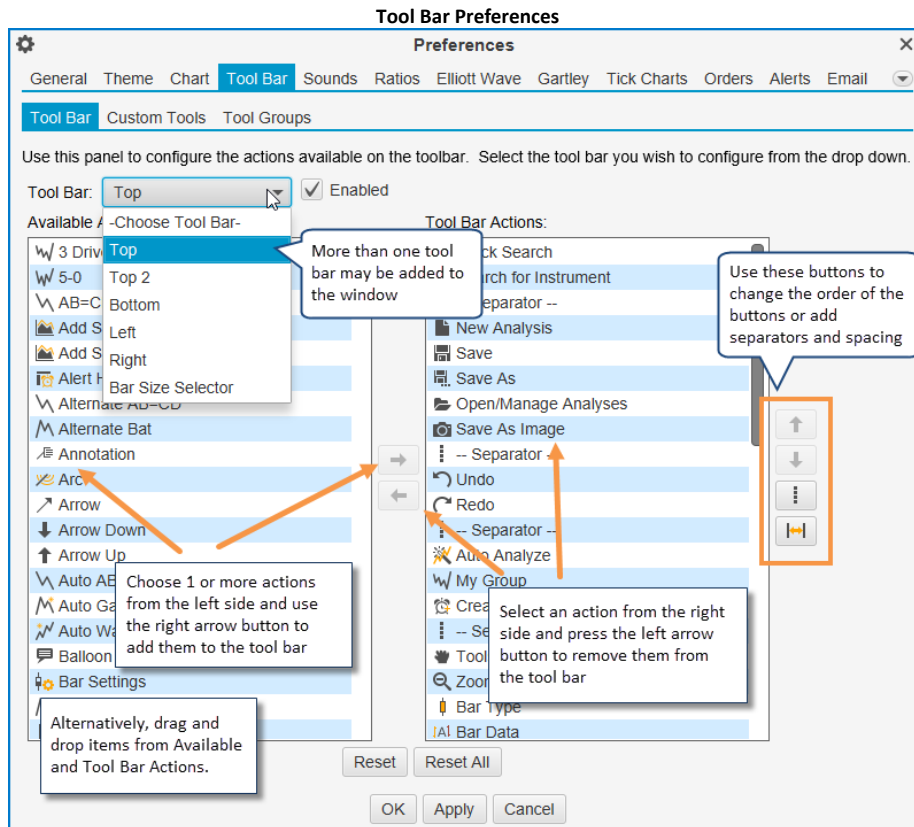 Tool Bar Preferences
Preferences
General Theme Chart Tool Bar Sounds Ratios Elliott Wave Gartley Tick Charts Orders Alerts Email
Tool Bar Custom Tools Tool Groups
Use this panel to configure the actions available on the toolbar. Select the tool bar you wish to configure from the drop down.
Tool Bar: Top Enabled
Available
-Choose Tool Bar-
Top
Top 2
Bottom
Left
Right
Bar Size Selector
More than one tool
bar may be added to
the window
Tool Bar Actions:
Use these buttons to
change the order of the
buttons or add
separators and spacing
3
5-0
Add
Add
Alert
Alternate AB=CD
Alternate Bat
Annotation
Arc
Arrow
Arrow Down
Arrow Up
Auto
Auto
Auto
Balloon
Bar Settings
Search
for Instrument
--
New Analysis
Save
Save As
Open/Manage Analyses
Save As Image
-- Separator --
Undo
Redo
-- Separator --
Auto Analyze
My Group
--
Tool
Bar Type
Bar Data
Choose 1 or more actions
from the left side and use
the right arrow button to
add them to the tool bar
Select an action from the right
side and press the left arrow
button to remove them from
the tool bar
Alternatively, drag and
drop items from Available
and Tool Bar Actions.
Reset Reset All
OK Apply Cancel